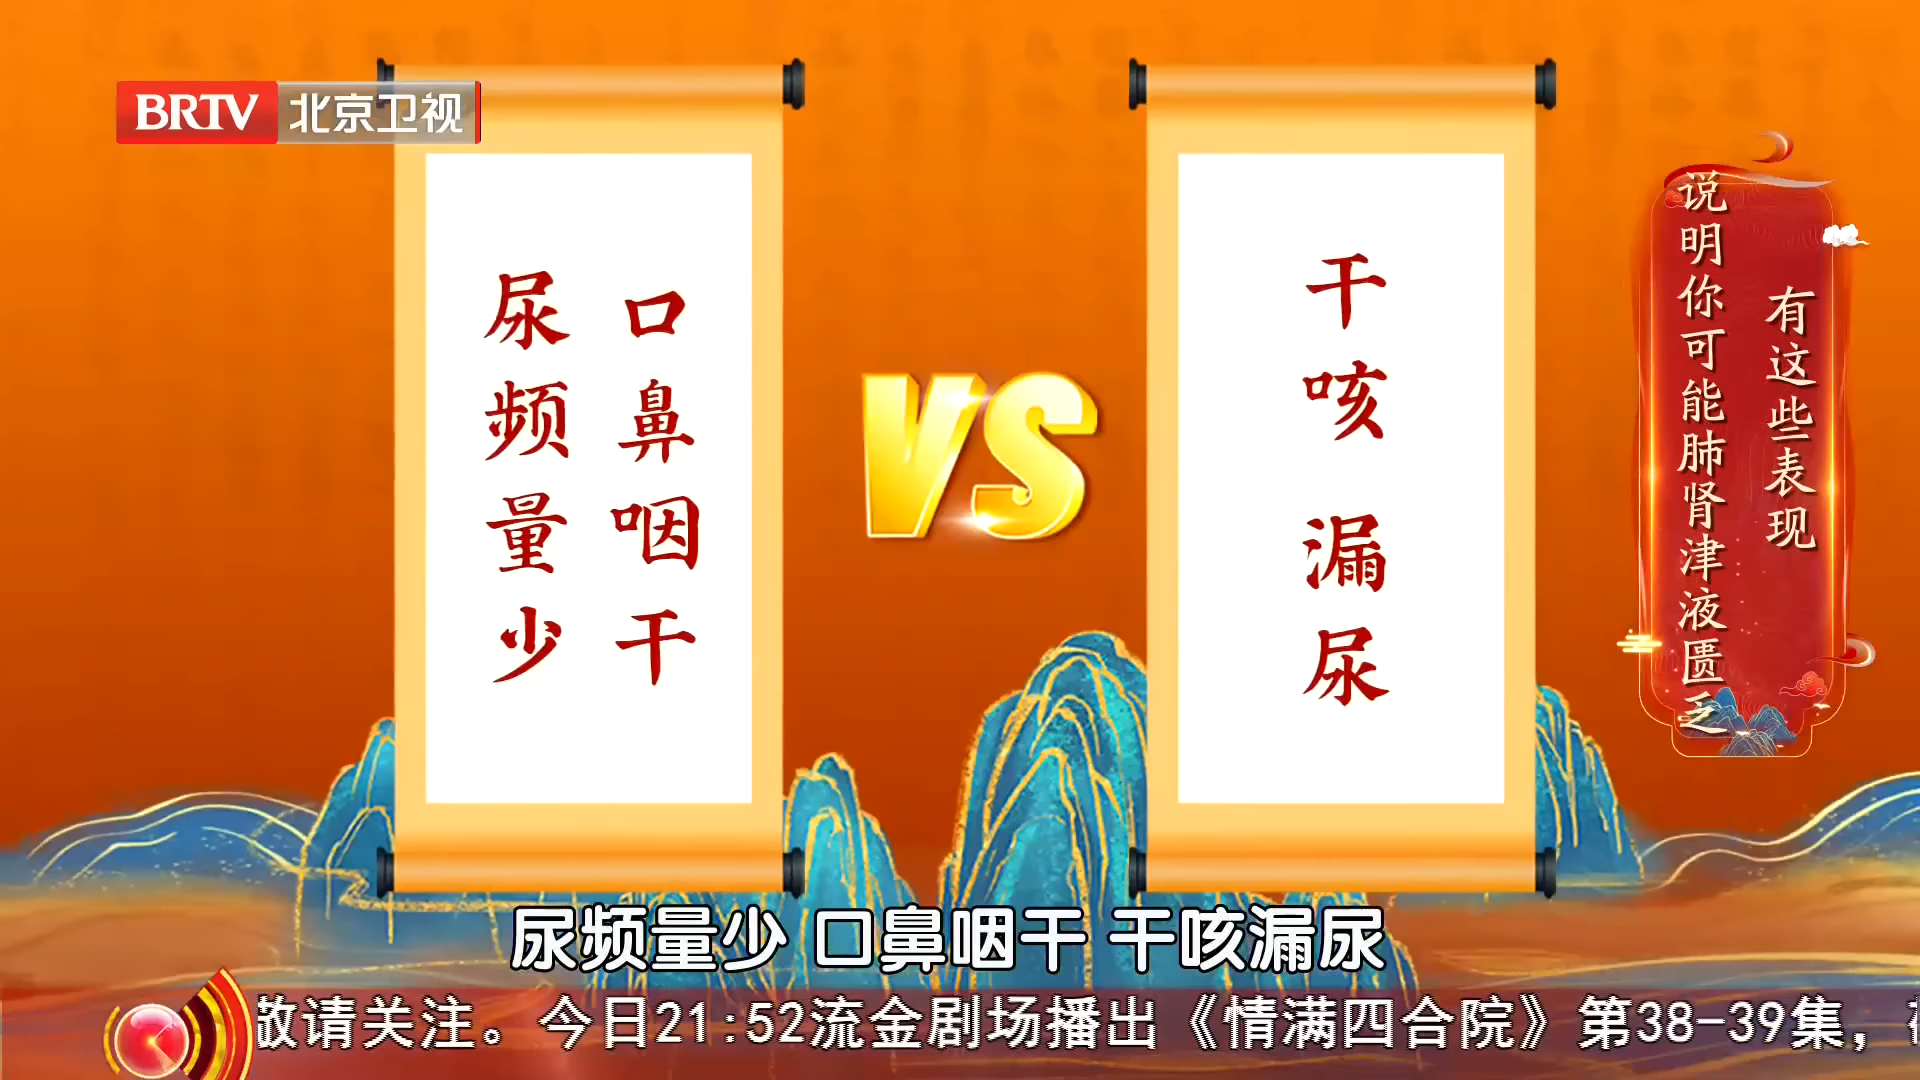 BRTV 北京卫视
口鼻咽干
尿频量少
VS
干咳 漏尿
有这些表现
说明你可能肺肾津液匮乏
尿频量少 口鼻咽干 干咳漏尿
敬请关注。今日21:52流金剧场播出《情满四合院》第38-39集，